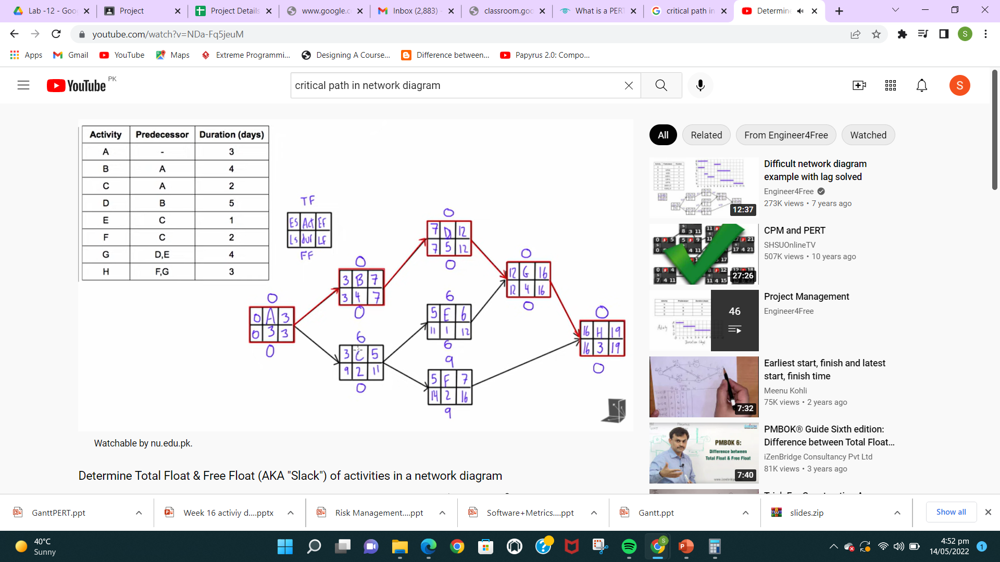 Lab -12 - Goo
Project
Project Details
www.google.c
Inbox (2,883) -
classroom.goo
What is a PERT
critical path in
Determine
youtube.com/watch?v=NDa-Fq5jeuM
S
Apps
Gmail
YouTube
Maps
Extreme Programmi...
Designing A Course...
Difference between...
Papyrus 2.0: Compo...
YouTube PK
critical path in network diagram
S
Activity Predecessor Duration (days)
A - 3
B A 4
C A 2
D B 5
E C 1
F C 2
G D,E 4
H F,G 3
TF
Es Act EF
Ls dur LF
FF
0
0 A 3
0 3 3
0
0
3 B 7
3 4 7
0
6
3 C 5
9 2 11
0
0
7 D 12
7 5 12
0
6
5 E 6
11 1 12
6
9
5 F 7
14 2 16
9
0
12 G 16
12 4 16
0
0
16 H 19
16 3 19
0
Watchable by nu.edu.pk.
Determine Total Float & Free Float (AKA "Slack") of activities in a network diagram
All
Related
From Engineer4Free
Watched
Difficult network diagram
example with lag solved
Engineer4Free
273K views • 7 years ago
12:37
CPM and PERT
SHSUOnlineTV
507K views • 10 years ago
27:26
Project Management
Engineer4Free
46
Earliest start, finish and latest
start, finish time
Meenu Kohli
75K views • 2 years ago
7:32
PMBOK® Guide Sixth edition:
Difference between Total Float...
iZenBridge Consultancy Pvt Ltd
81K views • 3 years ago
PMBOK 6:
Difference between
Total Float & Free Float
7:40
GanttPERT.ppt
Week 16 activiy d....pptx
Risk Management....ppt
Software+Metrics....ppt
Gantt.ppt
slides.zip
Show all
40°C
Sunny
4:52 pm
14/05/2022
1